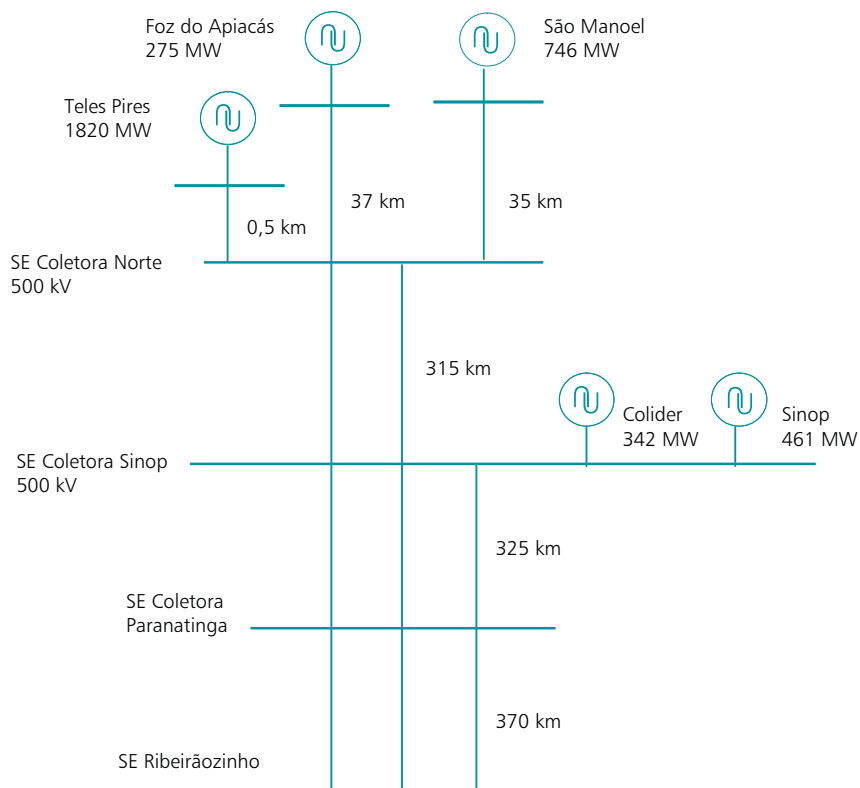 Foz do Apiacás
275 MW
São Manoel
746 MW
Teles Pires
1820 MW
37 km
35 km
0,5 km
SE Coletora Norte
500 kV
315 km
Colider
342 MW
Sinop
461 MW
SE Coletora Sinop
500 kV
325 km
SE Coletora
Paranatinga
370 km
SE Ribeirãozinho